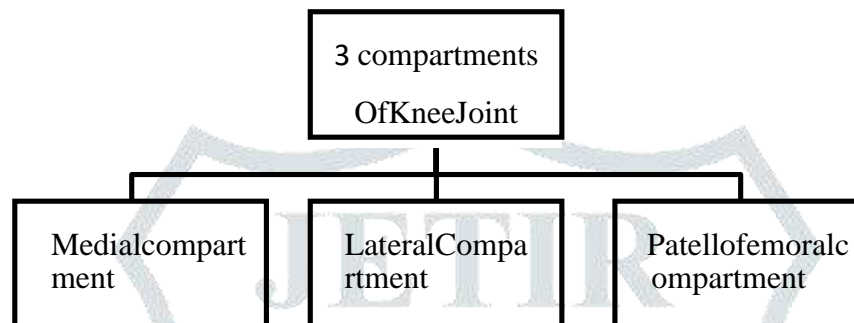 3 compartments
OfKneeJoint
Medialcompart
ment
LateralCompa
rtment
Patellofemoralc
ompartment
JETIR